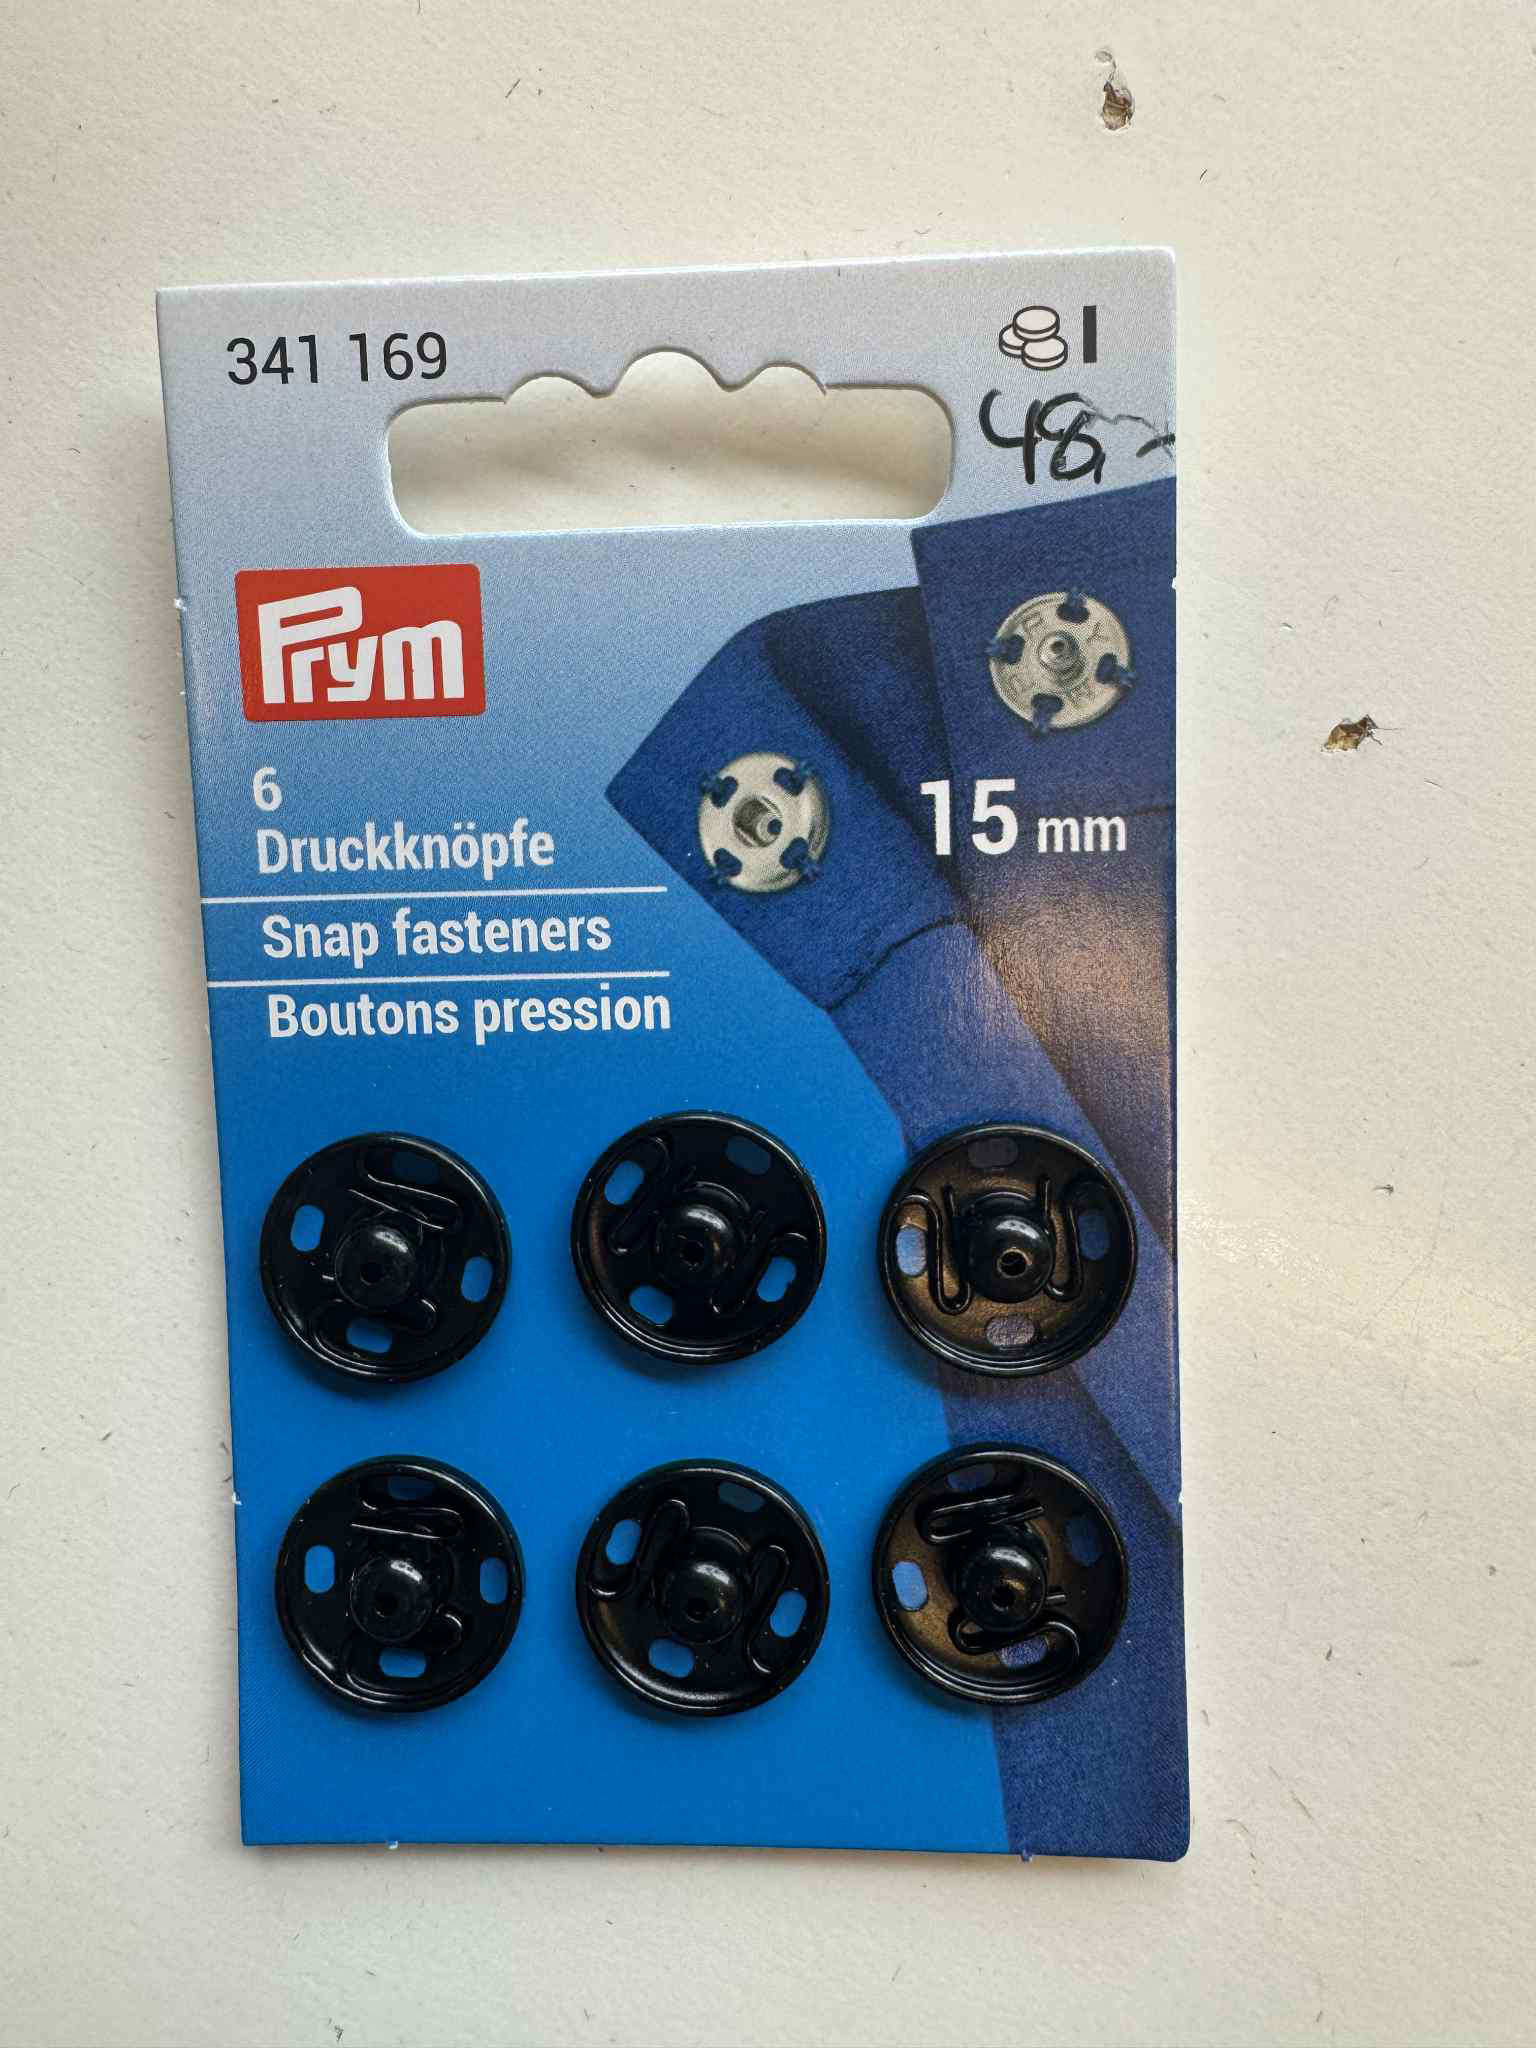 341 169
I
48,-
Prym
6
Druckknöpfe
15 mm
Snap fasteners
Boutons pression